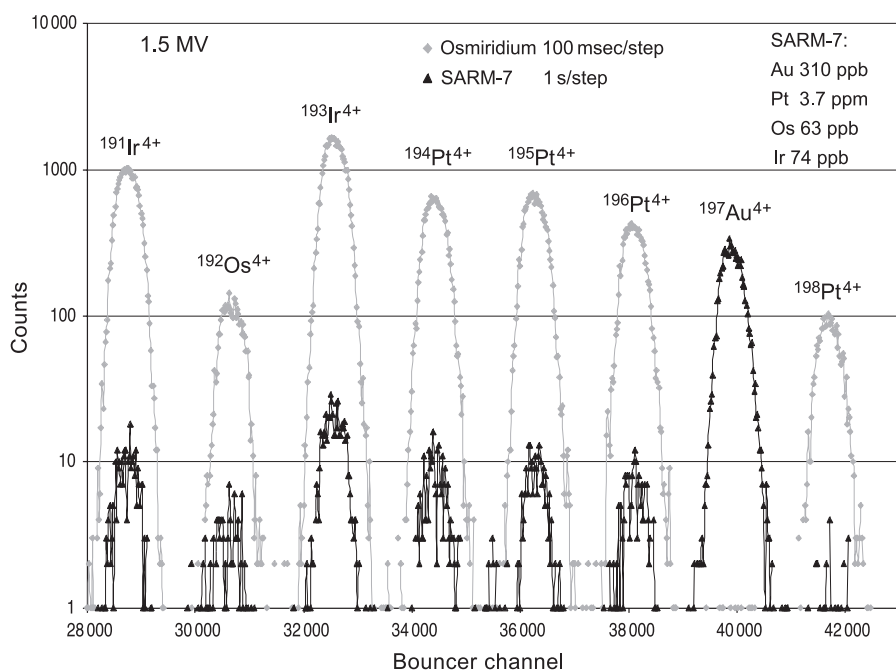 1.5 MV
Osmiridium 100 msec/step
SARM-7 1 s/step
SARM-7:
Au 310 ppb
Pt 3.7 ppm
Os 63 ppb
Ir 74 ppb
¹⁹¹Ir⁴⁺
¹⁹²Os⁴⁺
¹⁹³Ir⁴⁺
¹⁹⁴Pt⁴⁺
¹⁹⁵Pt⁴⁺
¹⁹⁶Pt⁴⁺
¹⁹⁷Au⁴⁺
¹⁹⁸Pt⁴⁺
Counts
10 000
1000
100
10
1
28 000 30 000 32 000 34 000 36 000 38 000 40 000 42 000
Bouncer channel